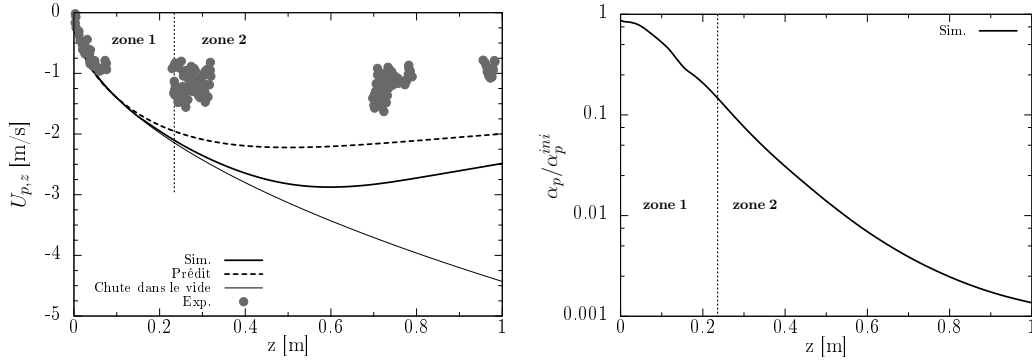 0
-1
-2
-3
-4
-5
0
0.2
0.4
0.6
0.8
1
U_{p,z} [m/s]
z [m]
zone 1
zone 2
Sim.
Prédit
Chute dans le vide
Exp.
1
0.1
0.01
0.001
0
0.2
0.4
0.6
0.8
1
α_p/α_p^{ini}
z [m]
zone 1
zone 2
Sim.